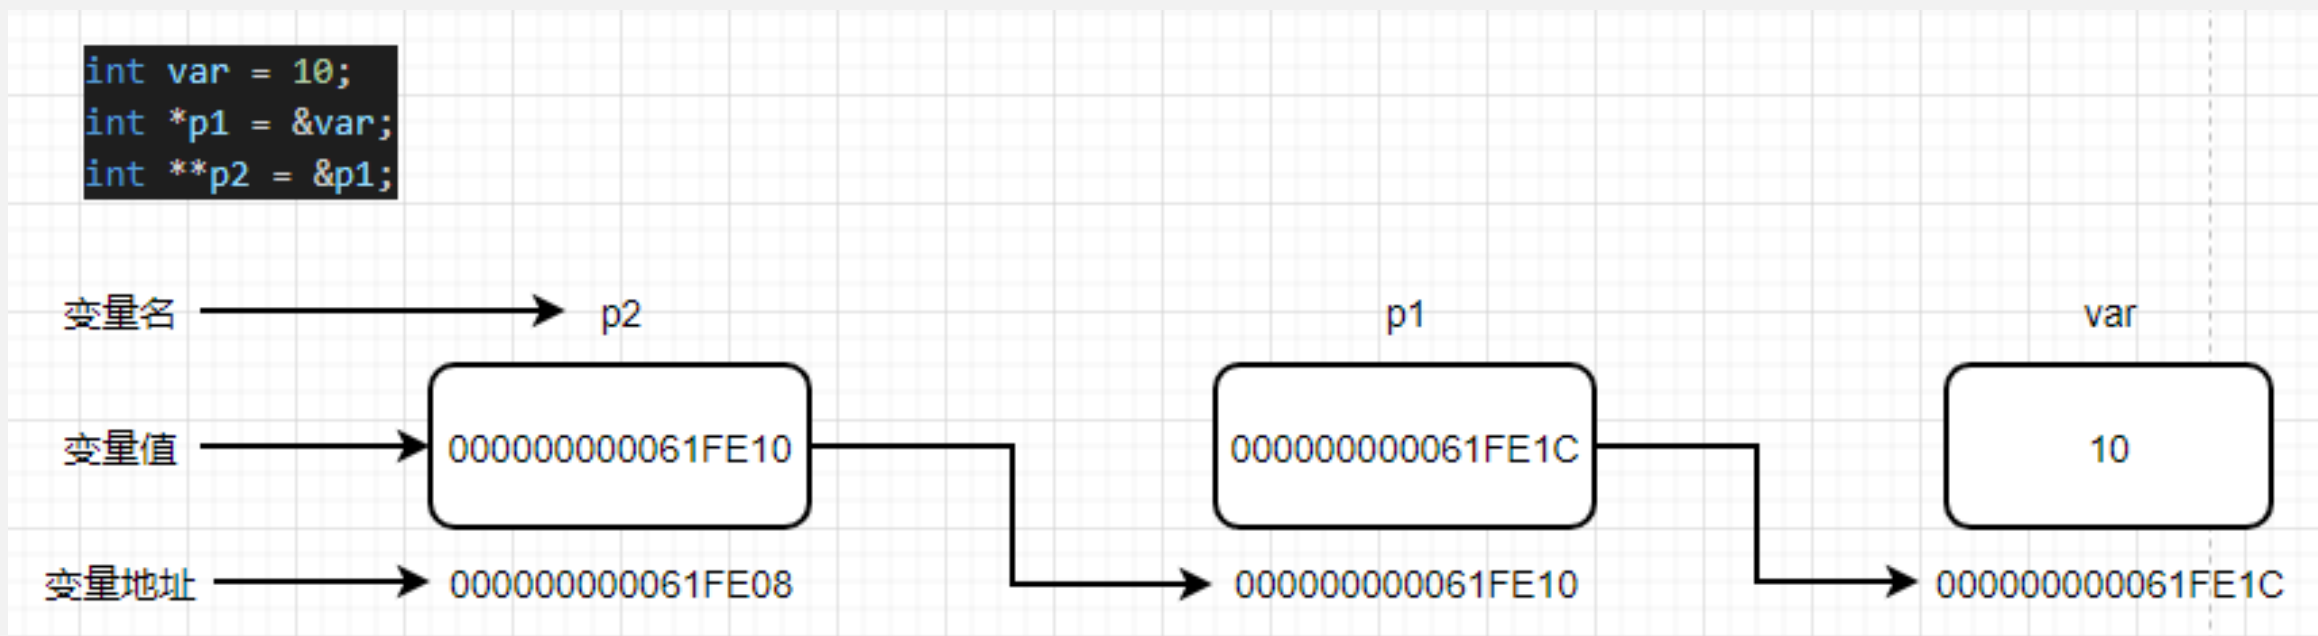 int var = 10;
int *p1 = &var;
int **p2 = &p1;
变量名 p2 p1 var
变量值 000000000061FE10 000000000061FE1C 10
变量地址 000000000061FE08 000000000061FE10 000000000061FE1C